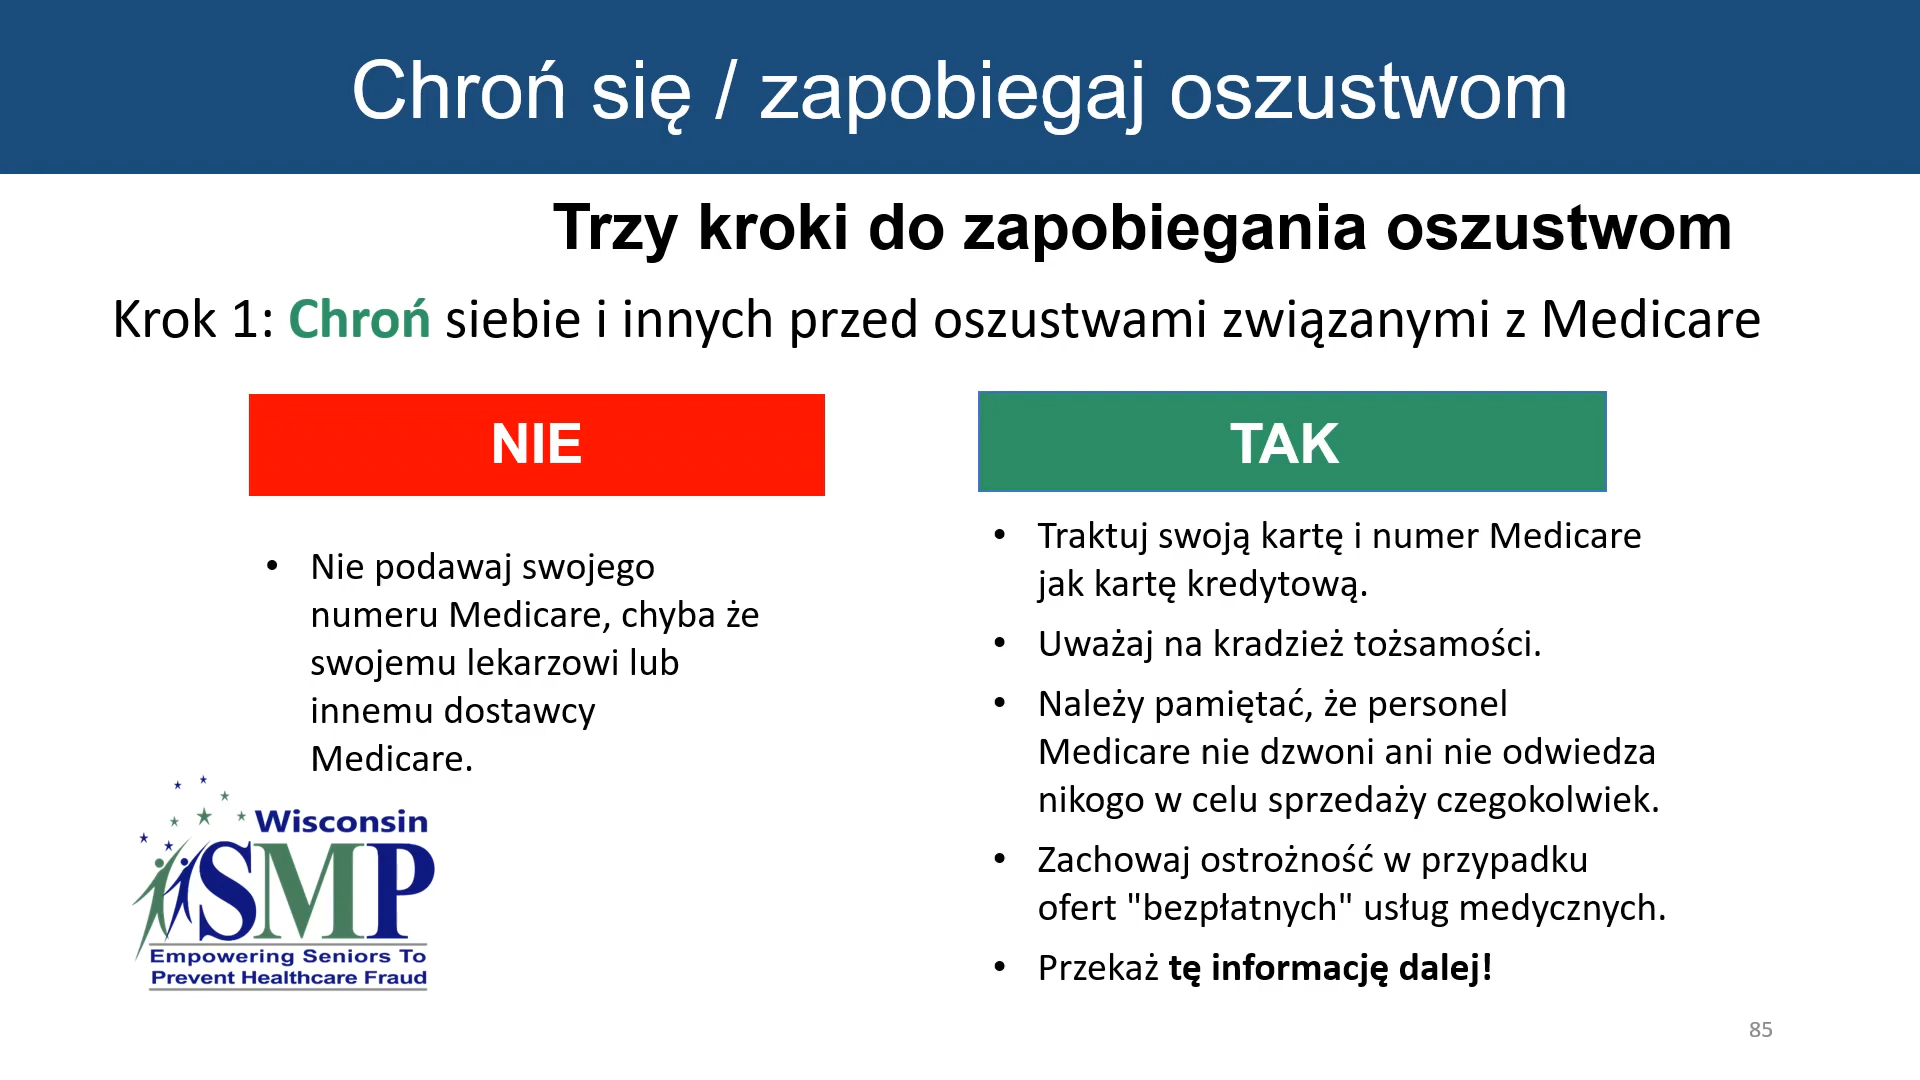 Chroń się / zapobiegaj oszustwom
Trzy kroki do zapobiegania oszustwom
Krok 1: Chroń siebie i innych przed oszustwami związanymi z Medicare
NIE
• Nie podawaj swojego
numeru Medicare, chyba że
swojemu lekarzowi lub
innemu dostawcy
Medicare.
TAK
• Traktuj swoją kartę i numer Medicare
jak kartę kredytową.
• Uważaj na kradzież tożsamości.
• Należy pamiętać, że personel
Medicare nie dzwoni ani nie odwiedza
nikogo w celu sprzedaży czegokolwiek.
• Zachowaj ostrożność w przypadku
ofert "bezpłatnych" usług medycznych.
• Przekaż tę informację dalej!
Wisconsin
SMP
Empowering Seniors To
Prevent Healthcare Fraud
85